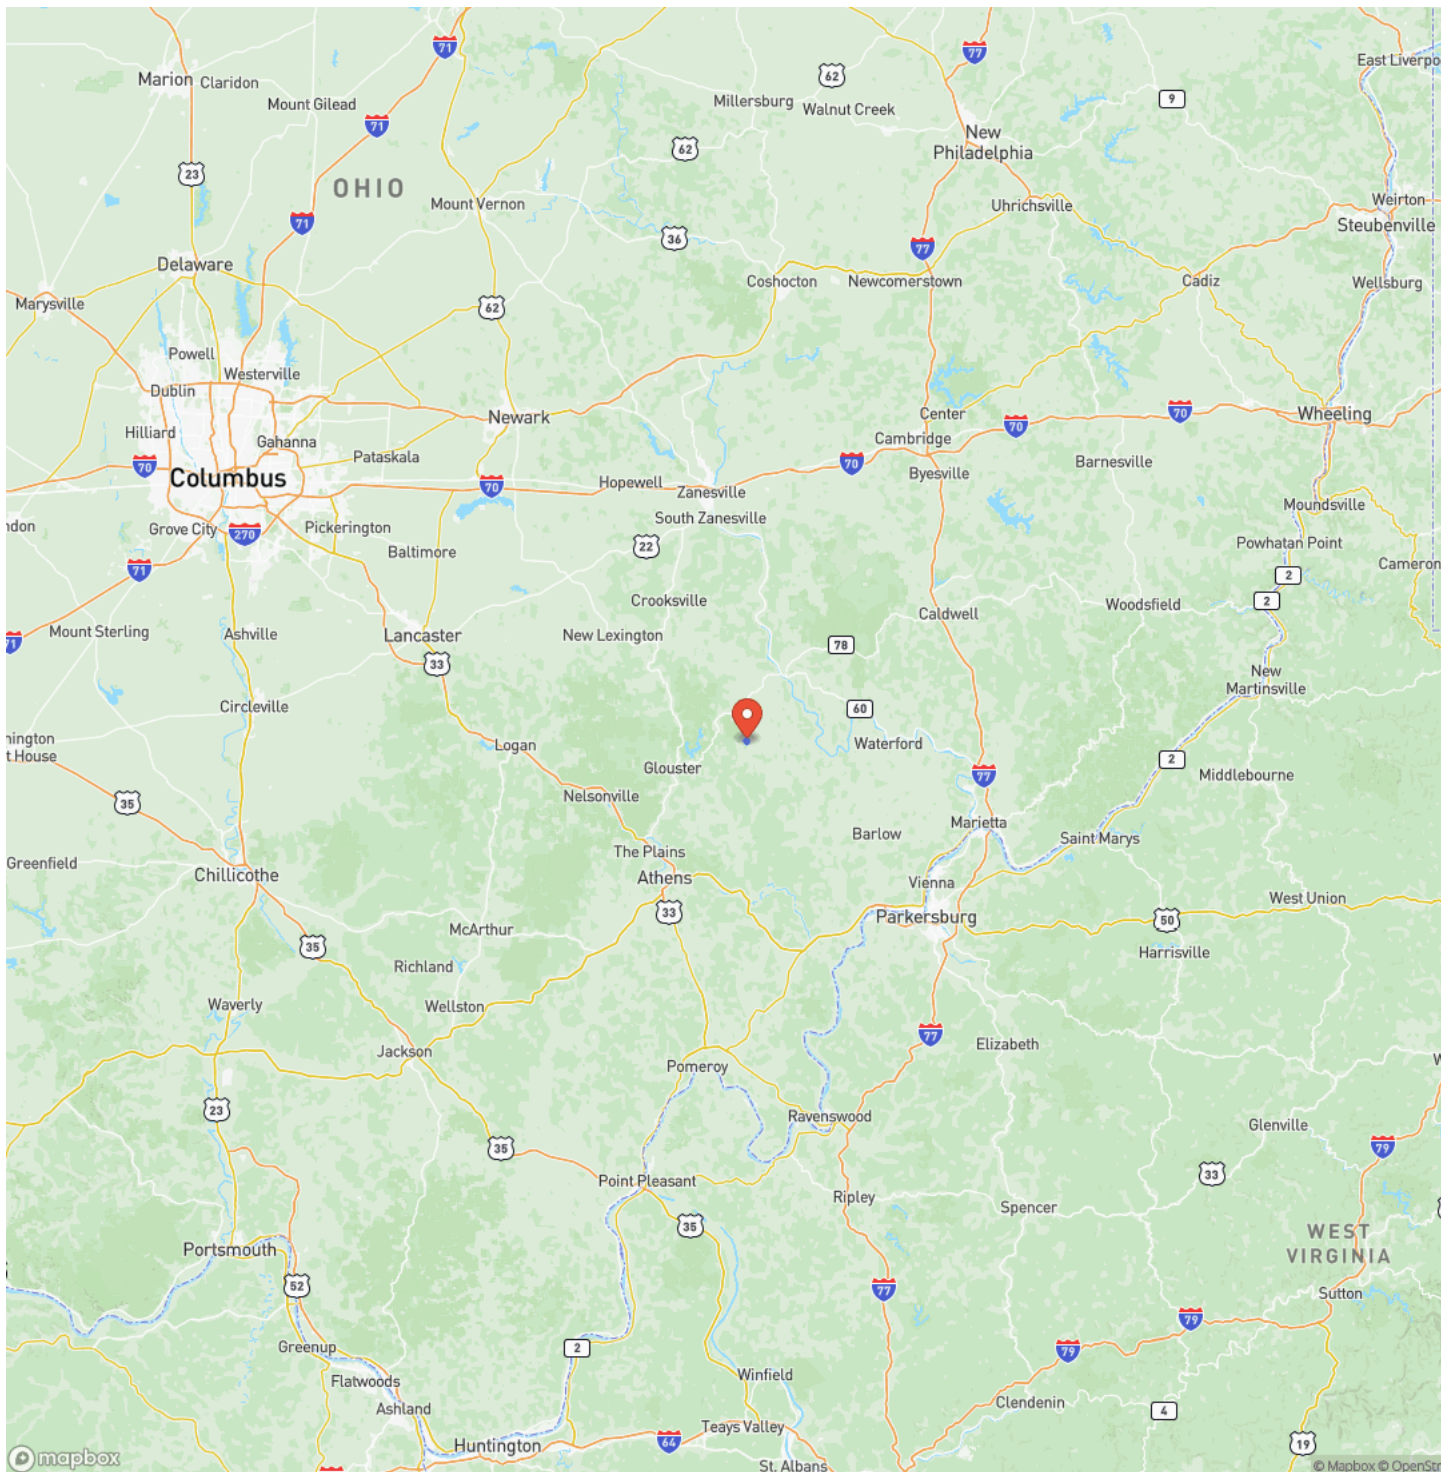 71
77
East Liverpo
62
Marion
Claridon
Millersburg
Walnut Creek
9
Mount Gilead
71
New
Philadelphia
62
23
OHIO
Mount Vernon
Uhrichsville
Weirton
71
Steubenville
36
77
Delaware
Coshocton
Newcomerstown
Cadiz
Wellsburg
Marysville
62
Powell
Westerville
Dublin
Newark
Center
70
Wheeling
Hilliard
Gahanna
70
Cambridge
Pataskala
70
70
Barnesville
Columbus
70
Hopewell
Zanesville
Byesville
Moundsville
ndon
Grove City
270
Pickerington
South Zanesville
22
Powhatan Point
Baltimore
71
Cameron
2
Crooksville
2
Woodsfield
Caldwell
Mount Sterling
Ashville
Lancaster
New Lexington
71
78
33
New
Martinsville
Circleville
60
nington
t House
Logan
Waterford
2
Glouster
77
Middlebourne
Nelsonville
35
Marietta
Barlow
Saint Marys
The Plains
Greenfield
Chillicothe
Athens
Vienna
West Union
33
Parkersburg
50
McArthur
35
Harrisville
Richland
Waverly
Wellston
77
Elizabeth
Jackson
Pomeroy
23
Ravenswood
Glenville
35
79
33
Point Pleasant
Ripley
Spencer
35
WEST
VIRGINIA
Portsmouth
52
77
Sutton
79
2
Greenup
79
Flatwoods
Winfield
Clendenin
Ashland
4
Teays Valley
Huntington
64
19
mapbox
St. Albans
© Mapbox © OpenStr